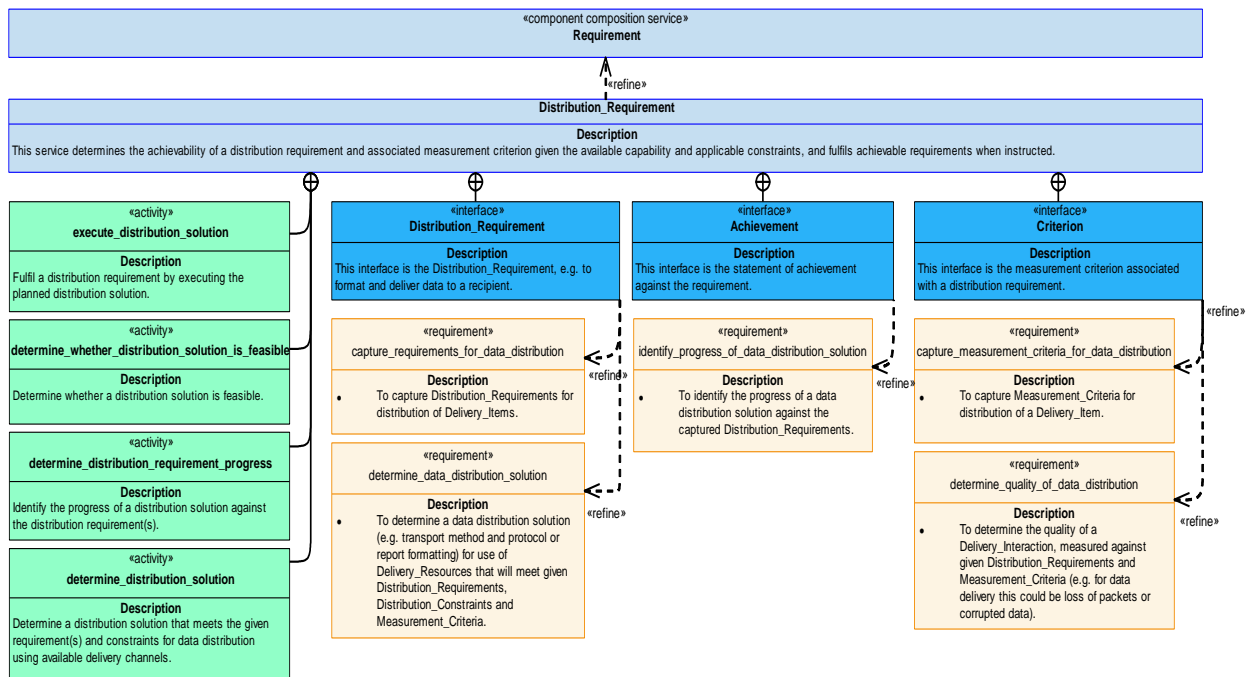 «component composition service»
Requirement
«refine»
Distribution_Requirement
Description
This service determines the achievability of a distribution requirement and associated measurement criterion given the available capability and applicable constraints, and fulfils achievable requirements when instructed.
«activity»
execute_distribution_solution
Description
Fulfil a distribution requirement by executing the
planned distribution solution.
«activity»
determine_whether_distribution_solution_is_feasible
Description
Determine whether a distribution solution is feasible.
«activity»
determine_distribution_requirement_progress
Description
Identify the progress of a distribution solution against
the distribution requirement(s).
«activity»
determine_distribution_solution
Description
Determine a distribution solution that meets the given
requirement(s) and constraints for data distribution
using available delivery channels.
«interface»
Distribution_Requirement
Description
This interface is the Distribution_Requirement, e.g. to
format and deliver data to a recipient.
«requirement»
capture_requirements_for_data_distribution
Description
• To capture Distribution_Requirements for
distribution of Delivery_Items.
«refine»
«requirement»
determine_data_distribution_solution
Description
• To determine a data distribution solution
(e.g. transport method and protocol or
report formatting) for use of
Delivery_Resources that will meet given
Distribution_Requirements,
Distribution_Constraints and
Measurement_Criteria.
«refine»
«interface»
Achievement
Description
This interface is the statement of achievement
against the requirement.
«requirement»
identify_progress_of_data_distribution_solution
Description
• To identify the progress of a data
distribution solution against the
captured Distribution_Requirements.
«refine»
«interface»
Criterion
Description
This interface is the measurement criterion associated
with a distribution requirement.
«refine»
«requirement»
capture_measurement_criteria_for_data_distribution
Description
• To capture Measurement_Criteria for
distribution of a Delivery_Item.
«requirement»
determine_quality_of_data_distribution
Description
• To determine the quality of a
Delivery_Interaction, measured against
given Distribution_Requirements and
Measurement_Criteria (e.g. for data
delivery this could be loss of packets or
corrupted data).
«refine»